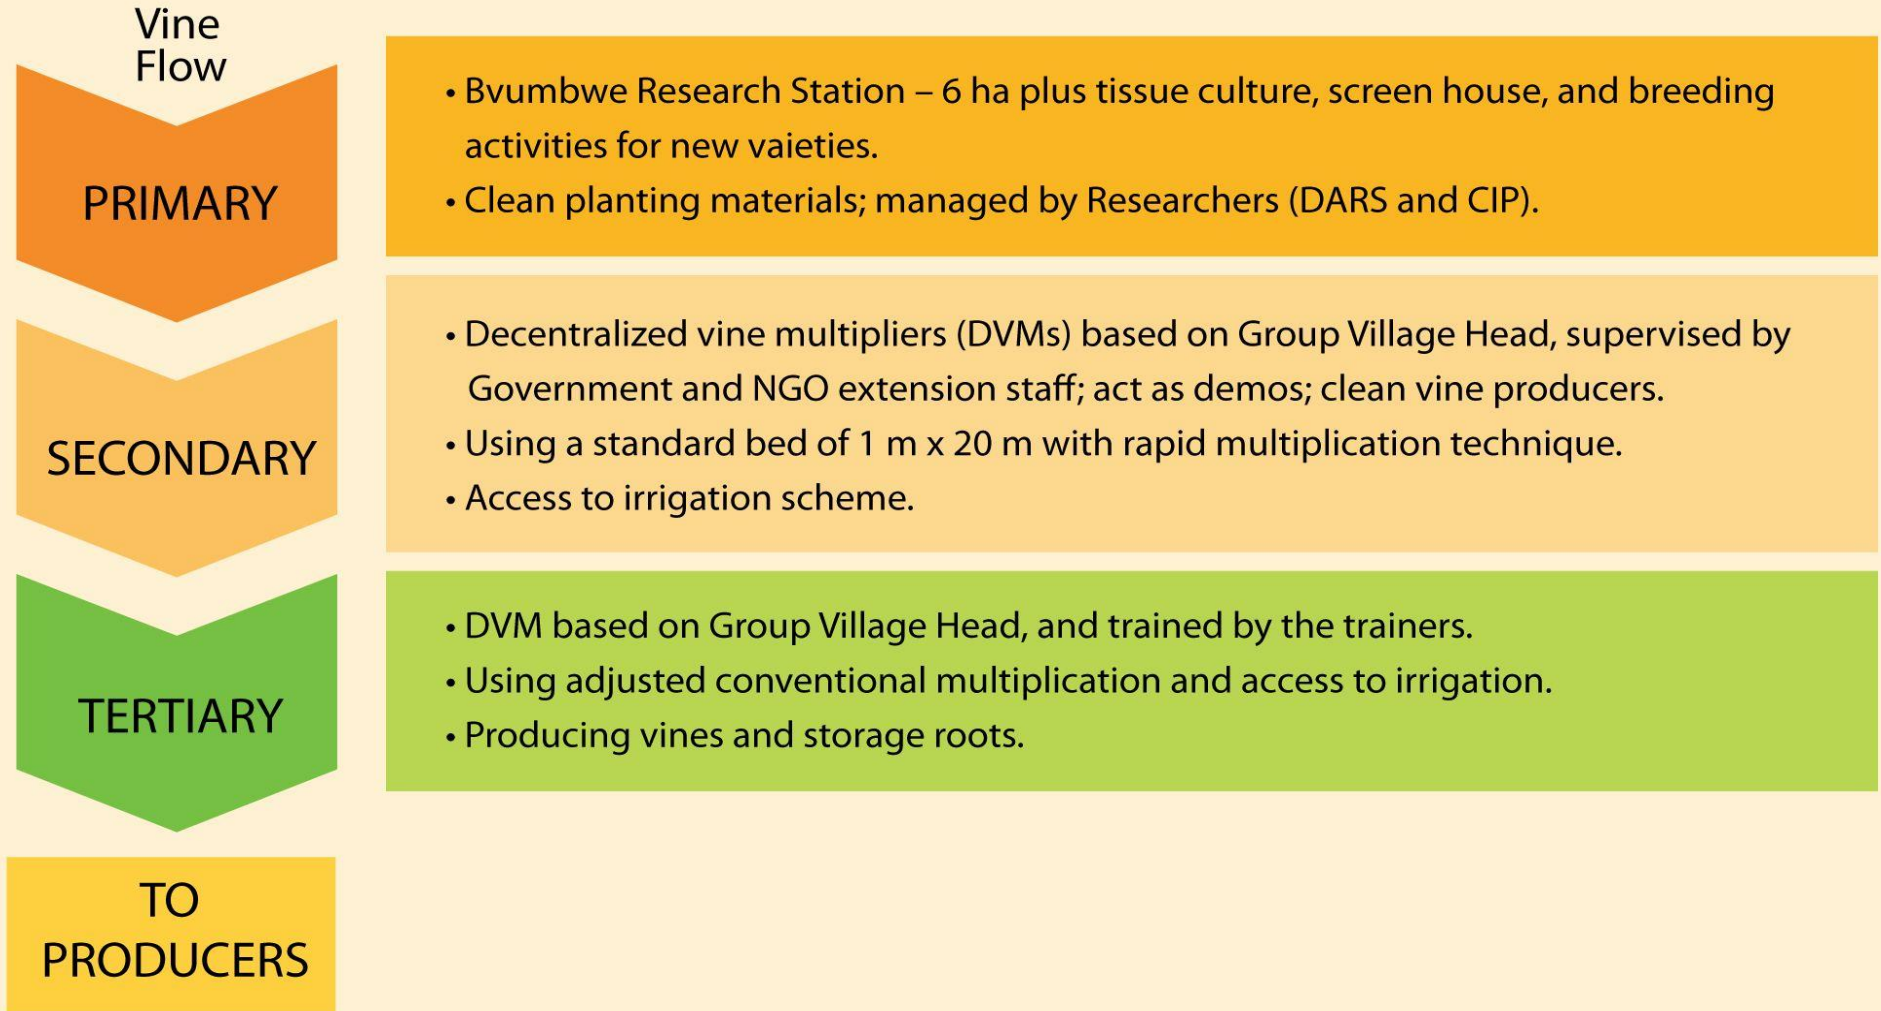 Vine
Flow
PRIMARY
• Bvumbwe Research Station – 6 ha plus tissue culture, screen house, and breeding
activities for new vaieties.
• Clean planting materials; managed by Researchers (DARS and CIP).
SECONDARY
• Decentralized vine multipliers (DVMs) based on Group Village Head, supervised by
Government and NGO extension staff; act as demos; clean vine producers.
• Using a standard bed of 1 m x 20 m with rapid multiplication technique.
• Access to irrigation scheme.
TERTIARY
• DVM based on Group Village Head, and trained by the trainers.
• Using adjusted conventional multiplication and access to irrigation.
• Producing vines and storage roots.
TO
PRODUCERS